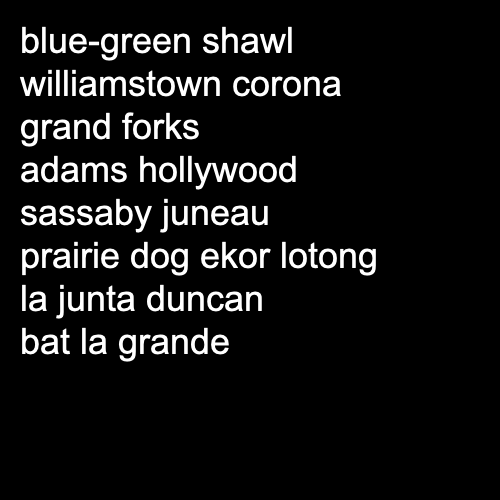 blue-green shawl
williamstown corona
grand forks
adams hollywood
sassaby juneau
prairie dog ekor lotong
la junta duncan
bat la grande